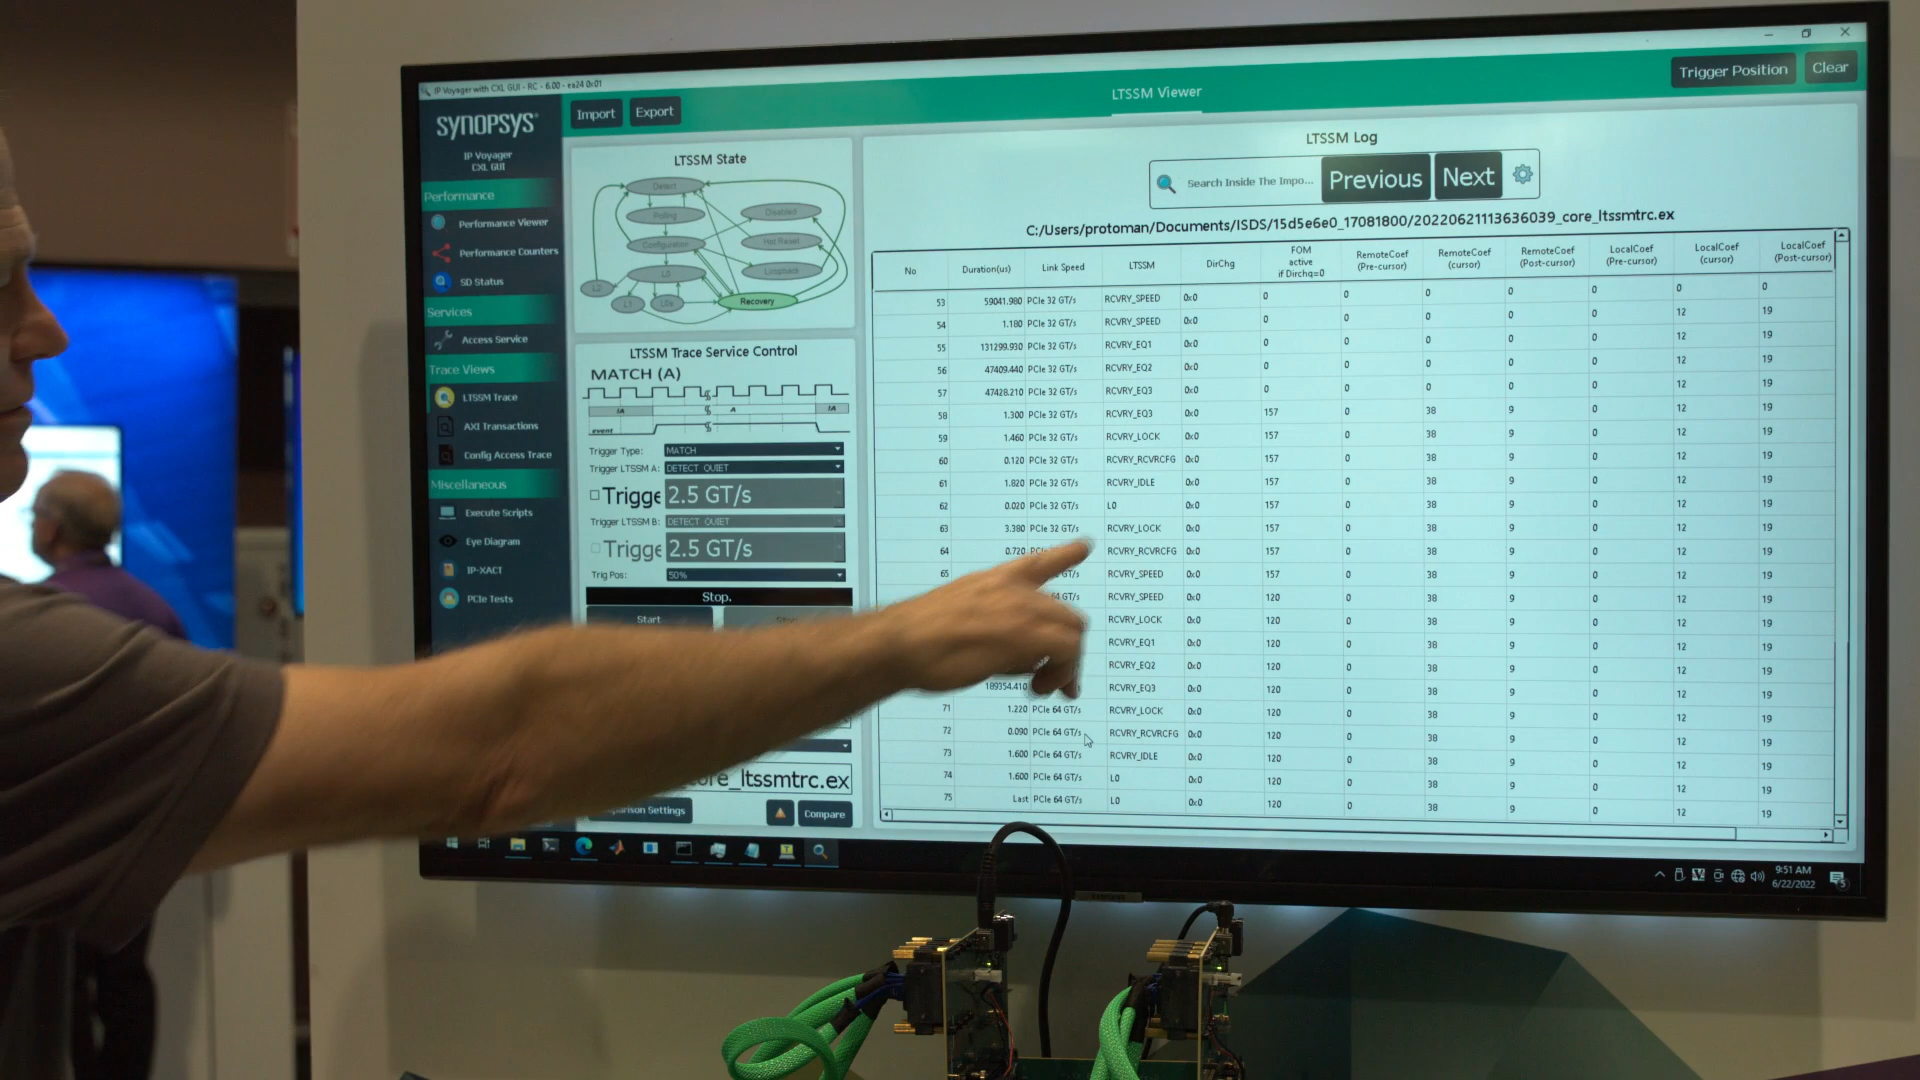 IP Voyager with CXL GUI - RC - 6.00 - ea24 0x01
SYNOPSYS
IP Voyager
CXL GUI
Performance
Performance Viewer
Performance Counters
SD Status
Services
Access Service
Trace Views
LTSSM Trace
AXI Transactions
Config Access Trace
Miscellaneous
Execute Scripts
Eye Diagram
IP-XACT
PCIe Tests
Import Export
LTSSM Viewer
Trigger Position Clear
LTSSM State
Detect
Polling
Configuration
L0
L2
L1
L0s
Disabled
Hot Reset
Loopback
Recovery
LTSSM Trace Service Control
MATCH (A)
!A A !A
event
Trigger Type: MATCH
Trigger LTSSM A: DETECT_QUIET
Trigge 2.5 GT/s
Trigger LTSSM B: DETECT_QUIET
Trigge 2.5 GT/s
Trig Pos: 50%
Stop.
Start
core_ltssmtrc.ex
Settings
Compare
LTSSM Log
Search Inside The Impo... Previous Next
C:/Users/protoman/Documents/ISDS/15d5e6e0_17081800/20220621113636039_core_ltssmtrc.ex
No Duration(us) Link Speed LTSSM DirChg FOM active if Dirchg=0 RemoteCoef (Pre-cursor) RemoteCoef (cursor) RemoteCoef (Post-cursor) LocalCoef (Pre-cursor) LocalCoef (cursor) LocalCoef (Post-cursor)
53 59041.980 PCIe 32 GT/s RCVRY_SPEED 0x0 0 0 0 0 0 0 0
54 1.180 PCIe 32 GT/s RCVRY_SPEED 0x0 0 0 0 0 0 12 19
55 131299.930 PCIe 32 GT/s RCVRY_EQ1 0x0 0 0 0 0 0 12 19
56 47409.440 PCIe 32 GT/s RCVRY_EQ2 0x0 0 0 0 0 0 12 19
57 47428.210 PCIe 32 GT/s RCVRY_EQ3 0x0 0 0 0 0 0 12 19
58 1.300 PCIe 32 GT/s RCVRY_EQ3 0x0 157 0 38 9 0 12 19
59 1.460 PCIe 32 GT/s RCVRY_LOCK 0x0 157 0 38 9 0 12 19
60 0.120 PCIe 32 GT/s RCVRY_RCVRCFG 0x0 157 0 38 9 0 12 19
61 1.820 PCIe 32 GT/s RCVRY_IDLE 0x0 157 0 38 9 0 12 19
62 0.020 PCIe 32 GT/s L0 0x0 157 0 38 9 0 12 19
63 3.380 PCIe 32 GT/s RCVRY_LOCK 0x0 157 0 38 9 0 12 19
64 0.720 RCVRY_RCVRCFG 0x0 157 0 38 9 0 12 19
65 GT/s RCVRY_SPEED 0x0 157 0 38 9 0 12 19
64 GT/s RCVRY_SPEED 0x0 120 0 38 9 0 12 19
RCVRY_LOCK 0x0 120 0 38 9 0 12 19
RCVRY_EQ1 0x0 120 0 38 9 0 12 19
RCVRY_EQ2 0x0 120 0 38 9 0 12 19
189354.410 RCVRY_EQ3 0x0 120 0 38 9 0 12 19
71 1.220 PCIe 64 GT/s RCVRY_LOCK 0x0 120 0 38 9 0 12 19
72 0.090 PCIe 64 GT/s RCVRY_RCVRCFG 0x0 120 0 38 9 0 12 19
73 1.600 PCIe 64 GT/s RCVRY_IDLE 0x0 120 0 38 9 0 12 19
74 1.600 PCIe 64 GT/s L0 0x0 120 0 38 9 0 12 19
75 Last PCIe 64 GT/s L0 0x0 120 0 38 9 0 12 19
9:51 AM
6/22/2022